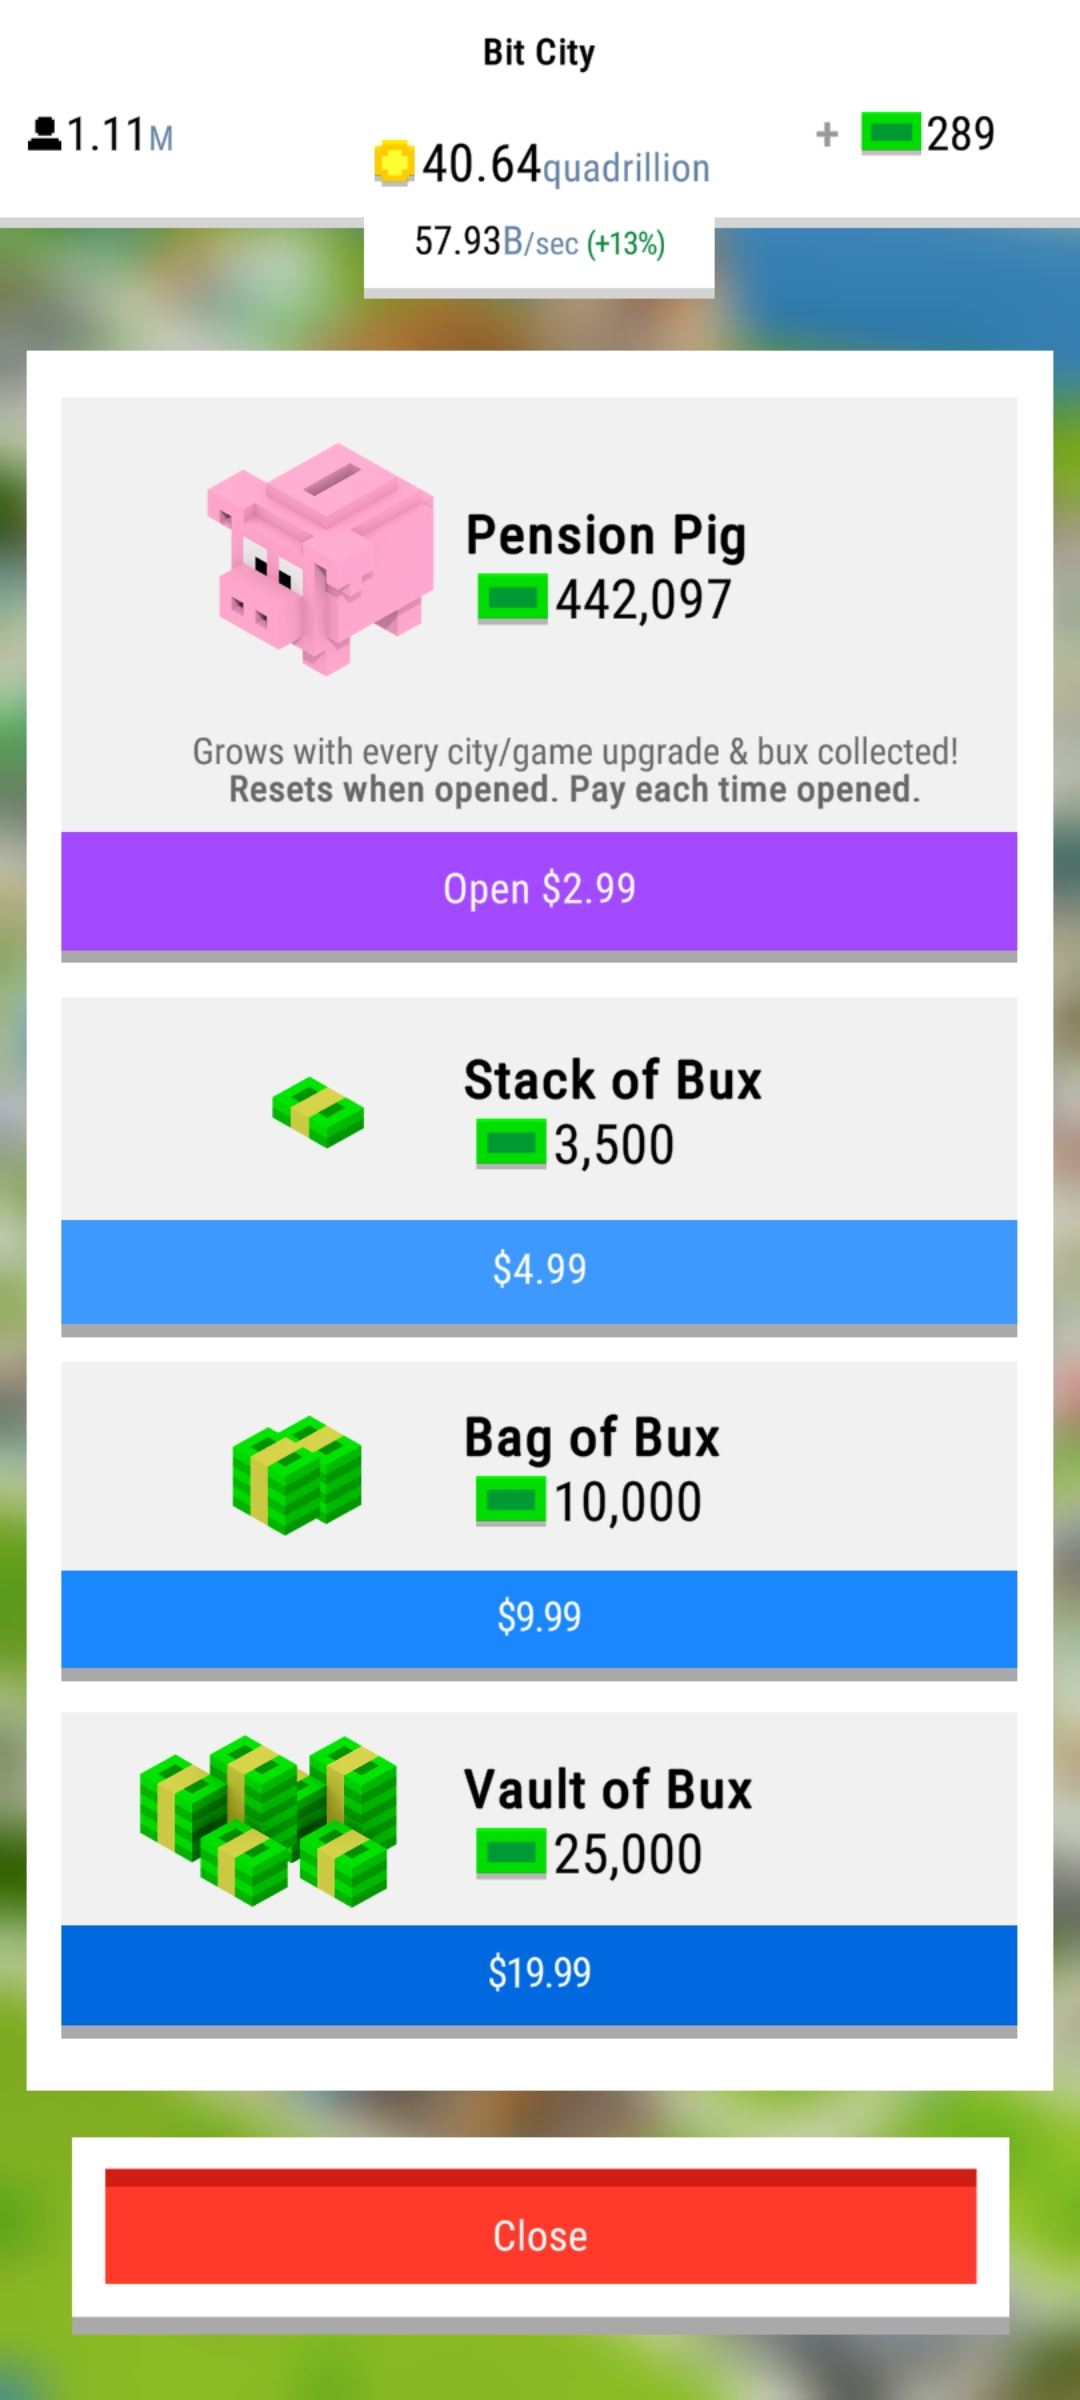 Bit City
1.11M
40.64quadrillion
+ 289
57.93B/sec (+13%)
Pension Pig
442,097
Grows with every city/game upgrade & bux collected!
Resets when opened. Pay each time opened.
Open $2.99
Stack of Bux
3,500
$4.99
Bag of Bux
10,000
$9.99
Vault of Bux
25,000
$19.99
Close